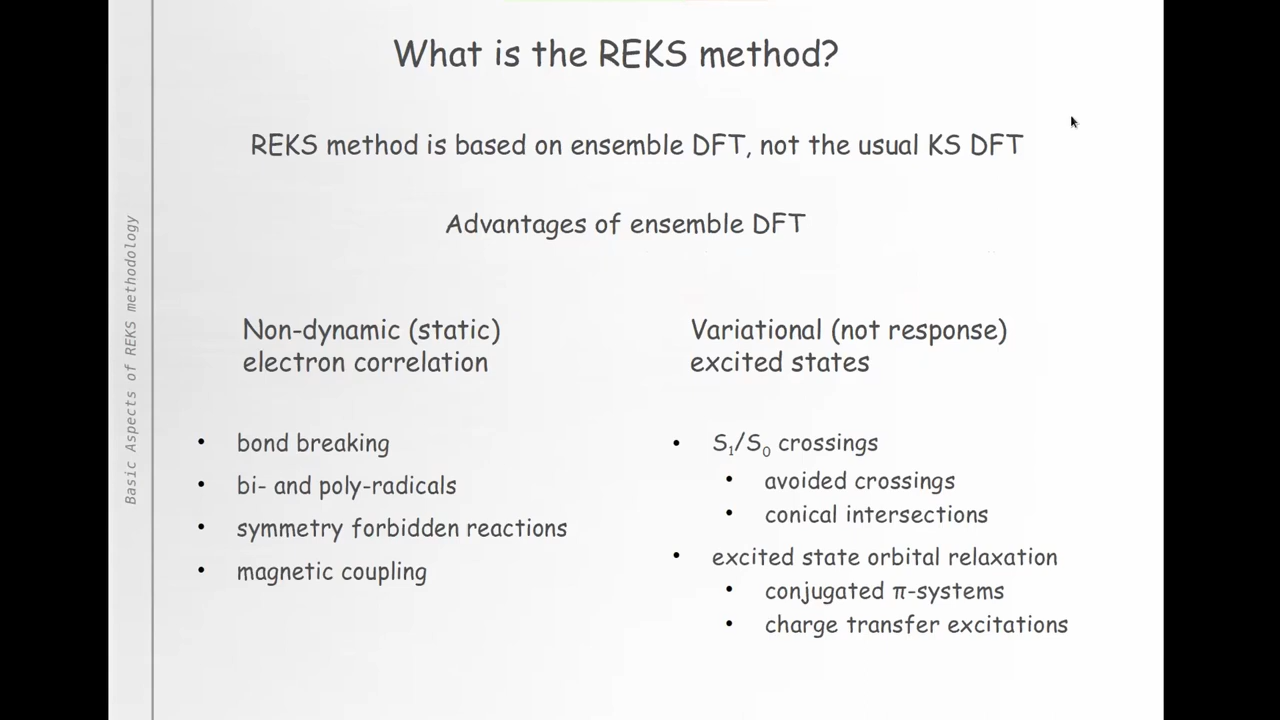 What is the REKS method?
REKS method is based on ensemble DFT, not the usual KS DFT
Advantages of ensemble DFT
Non-dynamic (static)
electron correlation
• bond breaking
• bi- and poly-radicals
• symmetry forbidden reactions
• magnetic coupling
Variational (not response)
excited states
• S₁/S₀ crossings
• avoided crossings
• conical intersections
• excited state orbital relaxation
• conjugated π-systems
• charge transfer excitations
Basic Aspects of REKS methodology